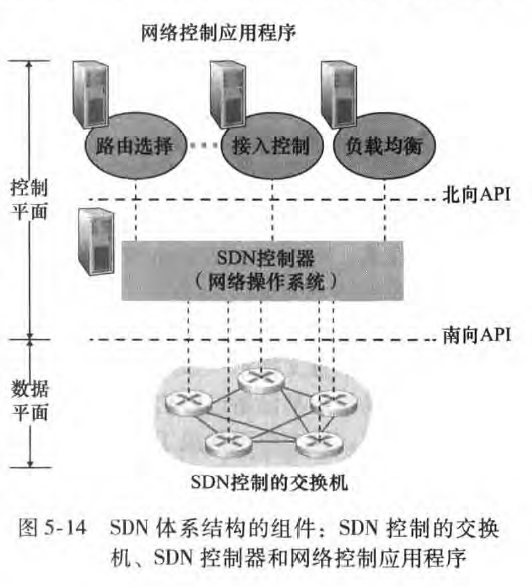 网络控制应用程序
路由选择
接入控制
负载均衡
控制
平面
北向API
SDN控制器
（网络操作系统）
南向API
数据
平面
SDN控制的交换机
图 5-14 SDN 体系结构的组件：SDN 控制的交换
机、SDN 控制器和网络控制应用程序